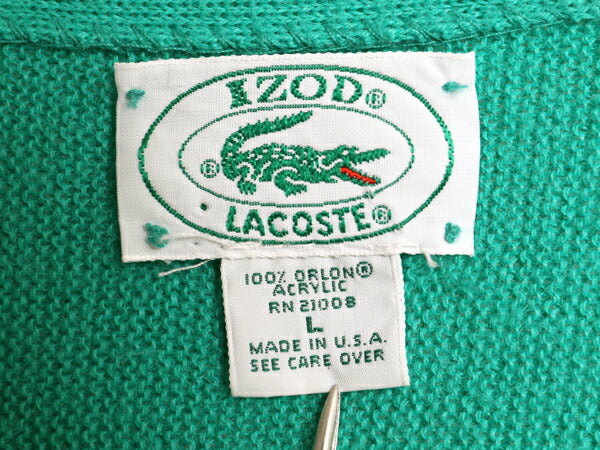 IZOD®
®
LACOSTE®
100% ORLON®
ACRYLIC
RN 21008
L
MADE IN U.S.A.
SEE CARE OVER